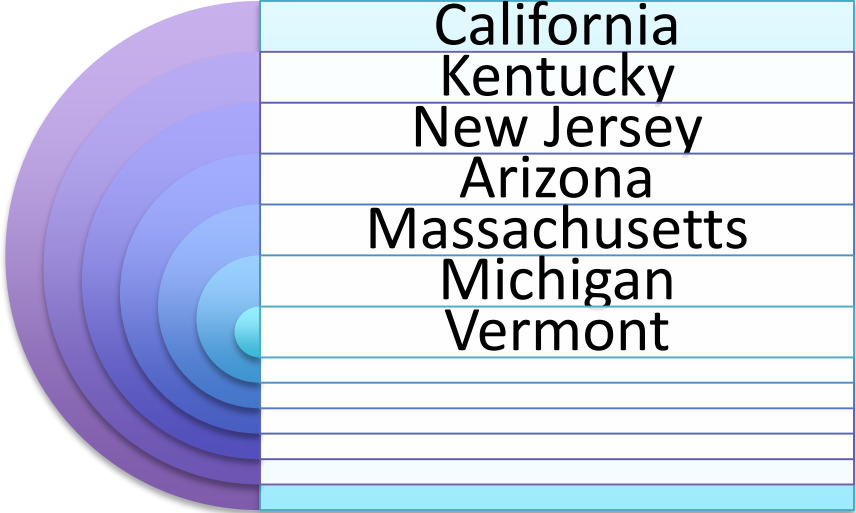 California
Kentucky
New Jersey
Arizona
Massachusetts
Michigan
Vermont